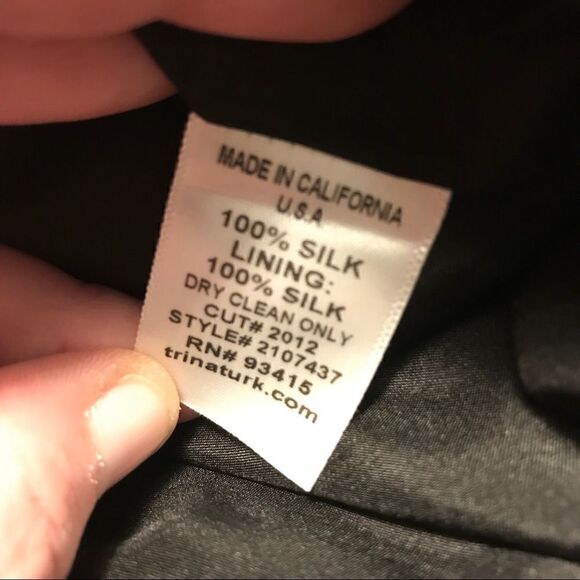 MADE IN CALIFORNIA
U.S.A
100% SILK
LINING:
100% SILK
DRY CLEAN ONLY
CUT# 2012
STYLE# 2107437
RN# 93415
trinaturk.com